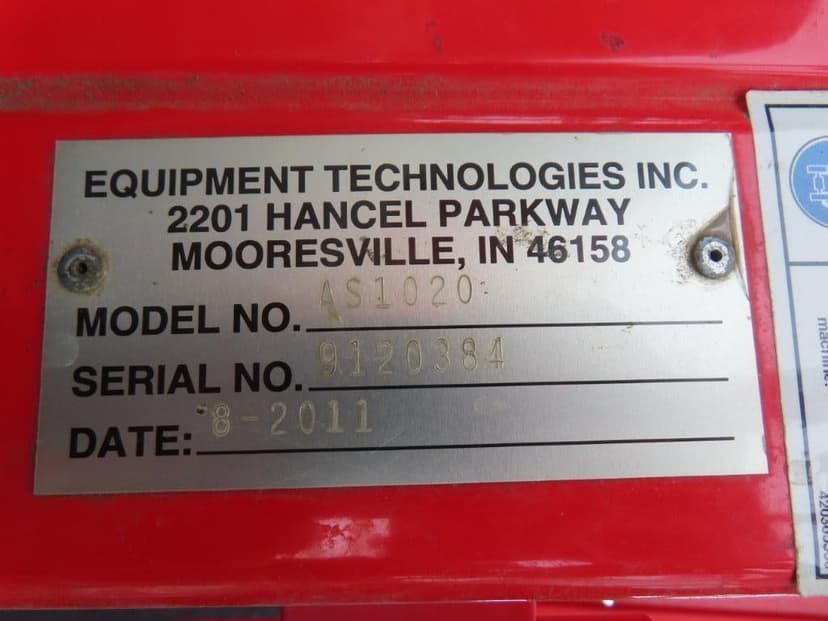 EQUIPMENT TECHNOLOGIES INC.
2201 HANCEL PARKWAY
MOORESVILLE, IN 46158
MODEL NO. AS1020
SERIAL NO. 9120384
DATE: 8-2011